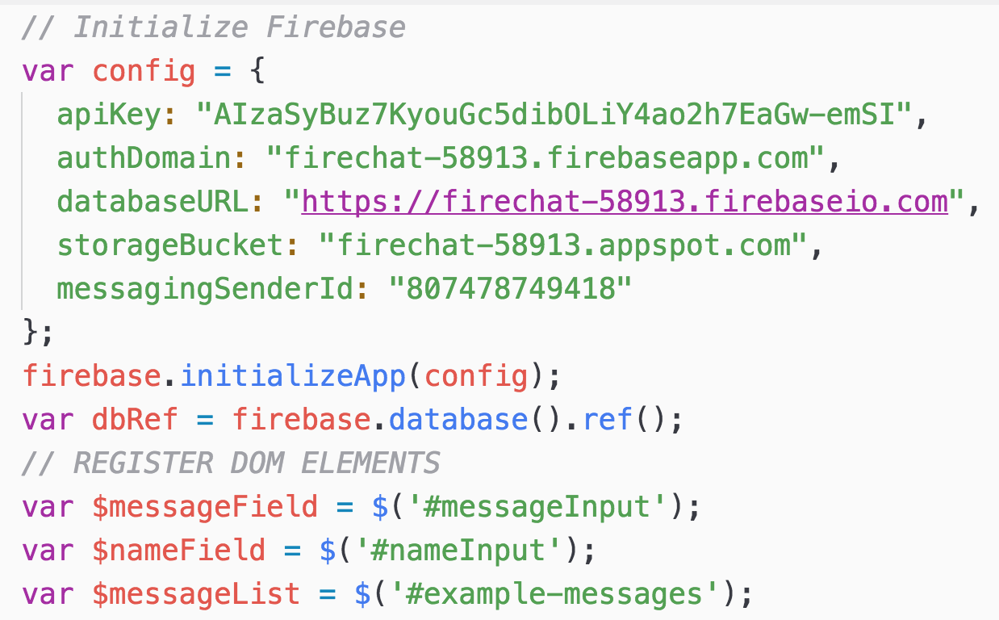 // Initialize Firebase
var config = {
  apiKey: "AIzaSyBuz7KyouGc5dibOLiY4ao2h7EaGw-emSI",
  authDomain: "firechat-58913.firebaseapp.com",
  databaseURL: "https://firechat-58913.firebaseio.com",
  storageBucket: "firechat-58913.appspot.com",
  messagingSenderId: "807478749418"
};
firebase.initializeApp(config);
var dbRef = firebase.database().ref();
// REGISTER DOM ELEMENTS
var $messageField = $('#messageInput');
var $nameField = $('#nameInput');
var $messageList = $('#example-messages');